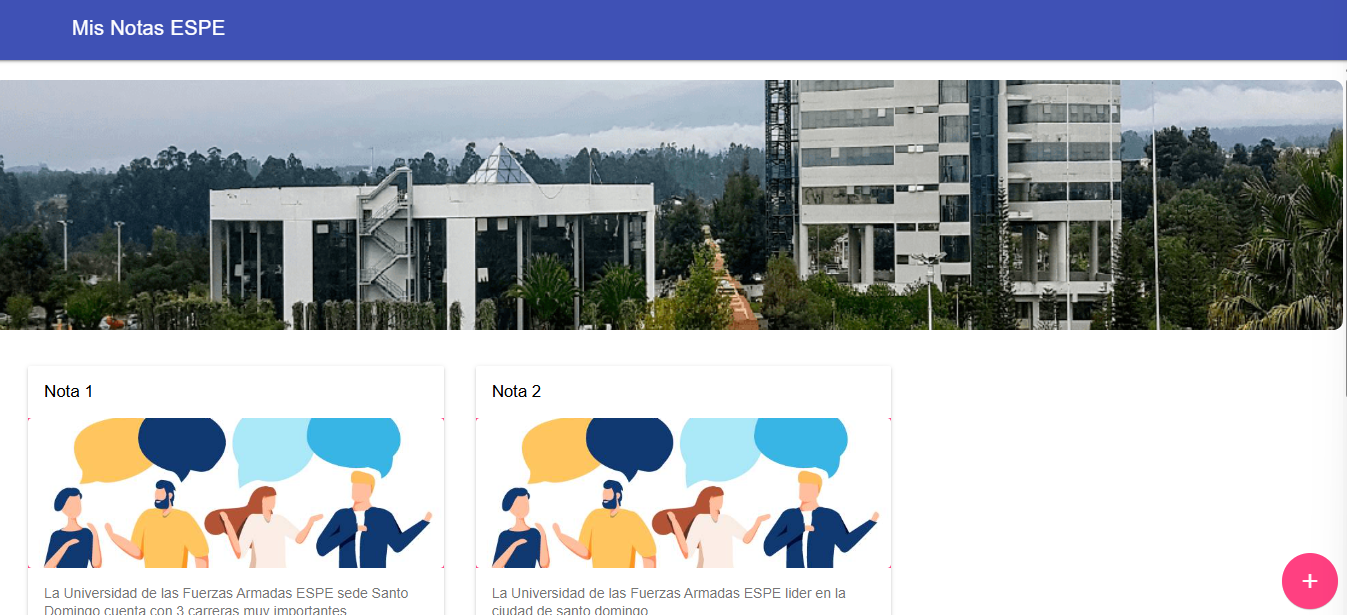 Mis Notas ESPE
Nota 1
Nota 2
La Universidad de las Fuerzas Armadas ESPE sede Santo
Domingo cuenta con 3 carreras muy importantes
La Universidad de las Fuerzas Armadas ESPE lider en la
ciudad de santo domingo
+